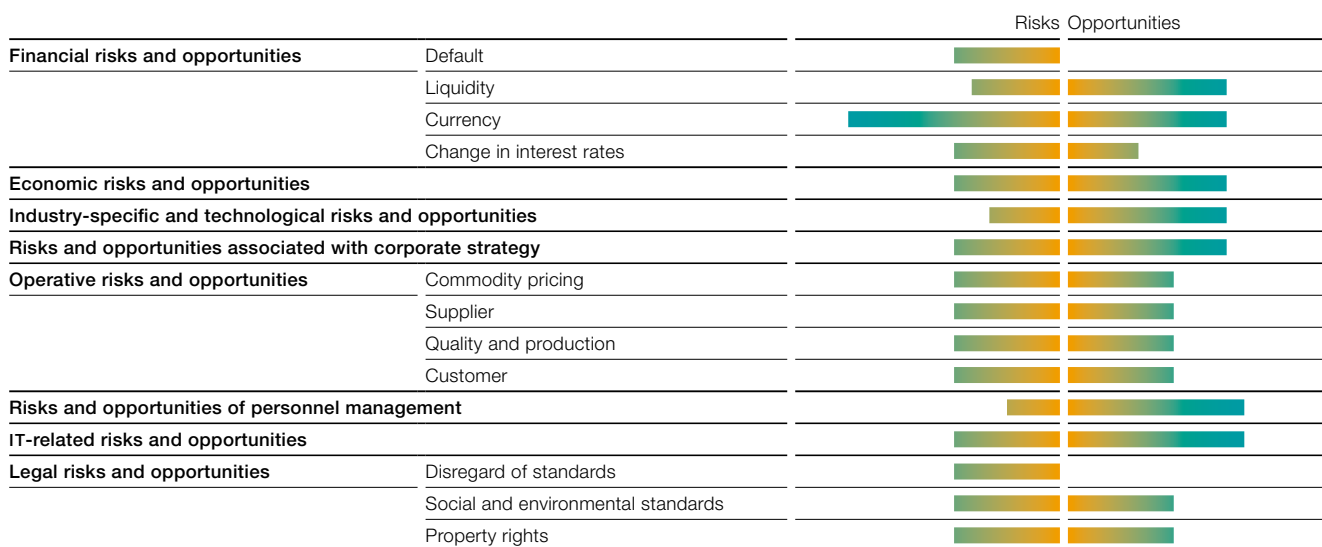 Risks Opportunities
Financial risks and opportunities Default
Liquidity
Currency
Change in interest rates
Economic risks and opportunities
Industry-specific and technological risks and opportunities
Risks and opportunities associated with corporate strategy
Operative risks and opportunities Commodity pricing
Supplier
Quality and production
Customer
Risks and opportunities of personnel management
IT-related risks and opportunities
Legal risks and opportunities Disregard of standards
Social and environmental standards
Property rights